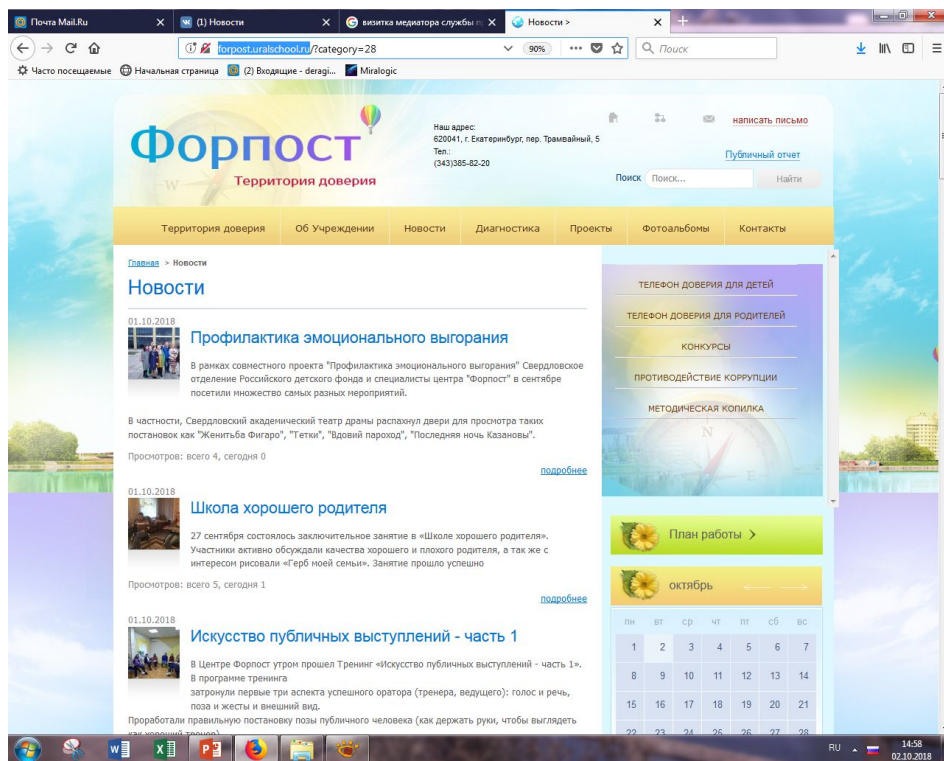 Почта Mail.Ru
(1) Новости
визитка медиатора службы п
Новости >
forpost.uralschool.ru/?category=28
90%
Поиск
Часто посещаемые
Начальная страница
(2) Входящие - deragi...
Miralogic
Форпост
Территория доверия
Наш адрес:
620041, г. Екатеринбург, пер. Трамвайный, 5
Тел.:
(343)385-82-20
написать письмо
Публичный отчет
Поиск
Поиск...
Найти
Территория доверия
Об Учреждении
Новости
Диагностика
Проекты
Фотоальбомы
Контакты
Главная > Новости
Новости
01.10.2018
Профилактика эмоционального выгорания
В рамках совместного проекта "Профилактика эмоционального выгорания" Свердловское
отделение Российского детского фонда и специалисты центра "Форпост" в сентябре
посетили множество самых разных мероприятий.
В частности, Свердловский академический театр драмы распахнул двери для просмотра таких
постановок как "Женитьба Фигаро", "Тетки", "Вдовий пароход", "Последняя ночь Казановы".
Просмотров: всего 4, сегодня 0
подробнее
01.10.2018
Школа хорошего родителя
27 сентября состоялось заключительное занятие в «Школе хорошего родителя».
Участники активно обсуждали качества хорошего и плохого родителя, а так же с
интересом рисовали «Герб моей семьи». Занятие прошло успешно
Просмотров: всего 5, сегодня 1
подробнее
01.10.2018
Искусство публичных выступлений - часть 1
В Центре Форпост утром прошел Тренинг «Искусство публичных выступлений - часть 1».
В программе тренинга
затронули первые три аспекта успешного оратора (тренера, ведущего): голос и речь,
поза и жесты и внешний вид.
Проработали правильную постановку позы публичного человека (как держать руки, чтобы выглядеть
как хороший тренер)
ТЕЛЕФОН ДОВЕРИЯ ДЛЯ ДЕТЕЙ
ТЕЛЕФОН ДОВЕРИЯ ДЛЯ РОДИТЕЛЕЙ
КОНКУРСЫ
ПРОТИВОДЕЙСТВИЕ КОРРУПЦИИ
МЕТОДИЧЕСКАЯ КОПИЛКА
N
W
E
План работы >
октябрь
пн вт ср чт пт сб вс
1 2 3 4 5 6 7
8 9 10 11 12 13 14
15 16 17 18 19 20 21
22 23 24 25 26 27 28
RU
14:58
02.10.2018